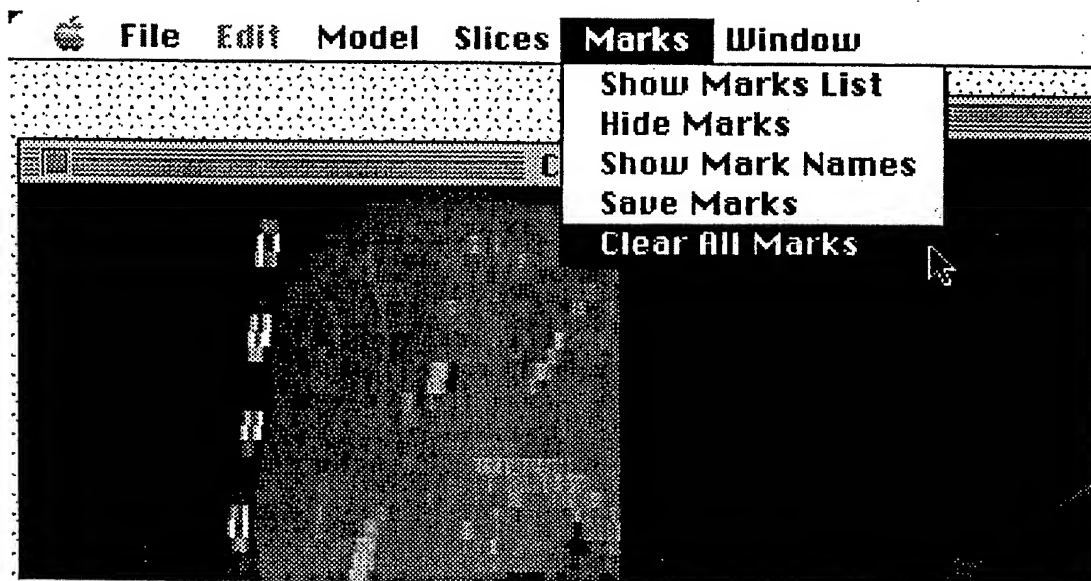 File Edit Model Slices Marks Window
Show Marks List
Hide Marks
Show Mark Names
Save Marks
Clear All Marks
C